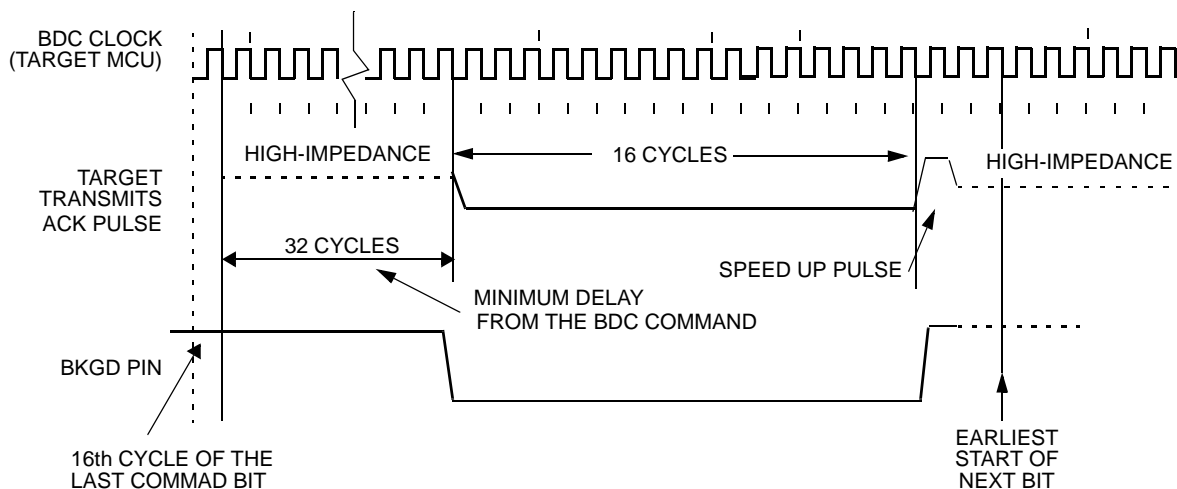 BDC CLOCK
(TARGET MCU)
HIGH-IMPEDANCE
16 CYCLES
HIGH-IMPEDANCE
TARGET
TRANSMITS
ACK PULSE
32 CYCLES
SPEED UP PULSE
MINIMUM DELAY
FROM THE BDC COMMAND
BKGD PIN
16th CYCLE OF THE
LAST COMMAD BIT
EARLIEST
START OF
NEXT BIT